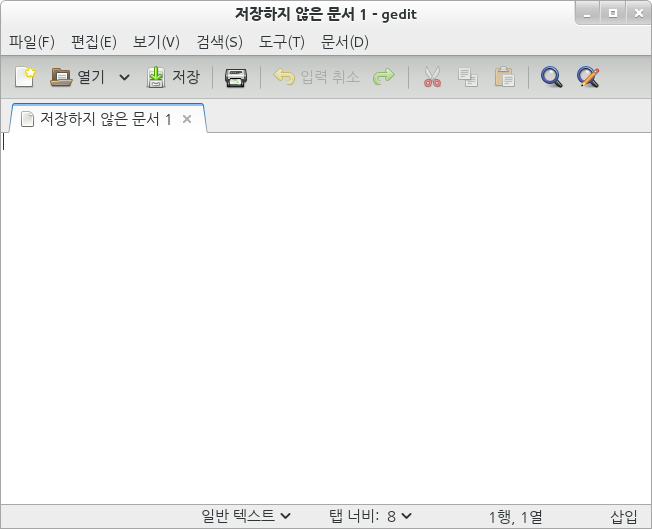 저장하지 않은 문서 1 - gedit
파일(F) 편집(E) 보기(V) 검색(S) 도구(T) 문서(D)
열기 저장 입력 취소
저장하지 않은 문서 1
일반 텍스트 탭 너비: 8 1행, 1열 삽입